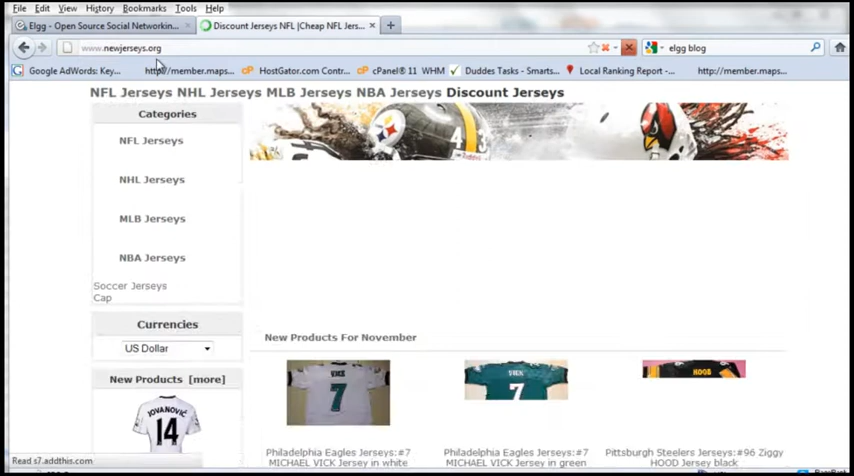 File Edit View History Bookmarks Tools Help
Elgg - Open Source Social Networkin...
Discount Jerseys NFL |Cheap NFL Jers...
www.newjerseys.org
elgg blog
Google AdWords: Key...
http://member.maps...
HostGator.com Contr...
cPanel® 11 WHM
Duddes Tasks - Smarts...
Local Ranking Report -...
http://member.maps...
NFL Jerseys NHL Jerseys MLB Jerseys NBA Jerseys Discount Jerseys
Categories
NFL Jerseys
NHL Jerseys
MLB Jerseys
NBA Jerseys
Soccer Jerseys
Cap
Currencies
US Dollar
New Products [more]
JOVANOVIĆ
14
New Products For November
VICK
7
VICK
7
HOOD
Philadelphia Eagles Jerseys:#7
MICHAEL VICK Jersey in white
Philadelphia Eagles Jerseys:#7
MICHAEL VICK Jersey in green
Pittsburgh Steelers Jerseys:#96 Ziggy
HOOD Jersey black
Read s7.addthis.com